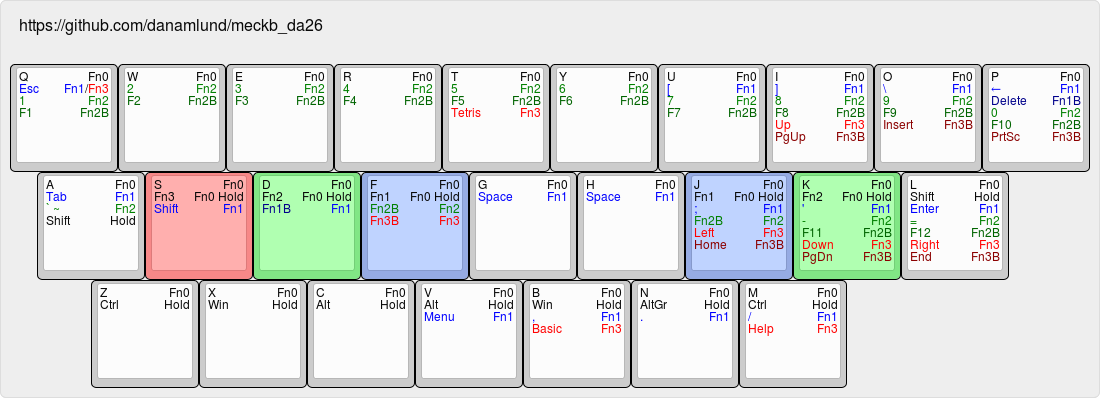 https://github.com/danamlund/meckb_da26
Q Fn0
Esc Fn1/Fn3
1 Fn2
F1 Fn2B
W Fn0
2 Fn2
F2 Fn2B
E Fn0
3 Fn2
F3 Fn2B
R Fn0
4 Fn2
F4 Fn2B
T Fn0
5 Fn2
F5 Fn2B
Tetris Fn3
Y Fn0
6 Fn2
F6 Fn2B
U Fn0
[ Fn1
7 Fn2
F7 Fn2B
I Fn0
] Fn1
8 Fn2
F8 Fn2B
Up Fn3
PgUp Fn3B
O Fn0
\ Fn1
9 Fn2
F9 Fn2B
Insert Fn3B
P Fn0
← Fn1
Delete Fn1B
0 Fn2
F10 Fn2B
PrtSc Fn3B
A Fn0
Tab Fn1
` ~ Fn2
Shift Hold
S Fn0
Fn3 Fn0 Hold
Shift Fn1
D Fn0
Fn2 Fn0 Hold
Fn1B Fn1
F Fn0
Fn1 Fn0 Hold
Fn2B Fn2
Fn3B Fn3
G Fn0
Space Fn1
H Fn0
Space Fn1
J Fn0
Fn1 Fn0 Hold
; Fn1
Fn2B Fn2
Left Fn3
Home Fn3B
K Fn0
Fn2 Fn0 Hold
' Fn1
- Fn2
F11 Fn2B
Down Fn3
PgDn Fn3B
L Fn0
Shift Hold
Enter Fn1
= Fn2
F12 Fn2B
Right Fn3
End Fn3B
Z Fn0
Ctrl Hold
X Fn0
Win Hold
C Fn0
Alt Hold
V Fn0
Alt Hold
Menu Fn1
B Fn0
Win Hold
, Fn1
Basic Fn3
N Fn0
AltGr Hold
. Fn1
M Fn0
Ctrl Hold
/ Fn1
Help Fn3